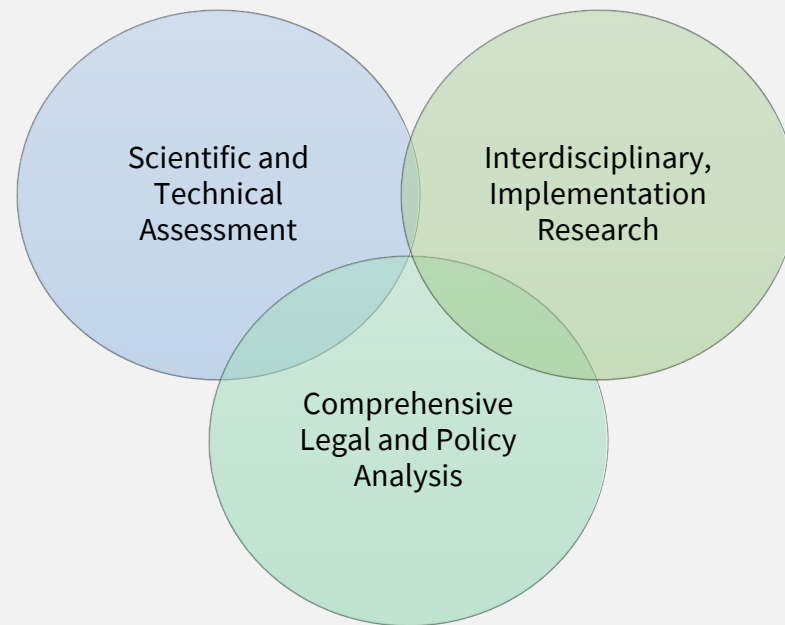 Scientific and
Technical
Assessment
Interdisciplinary,
Implementation
Research
Comprehensive
Legal and Policy
Analysis